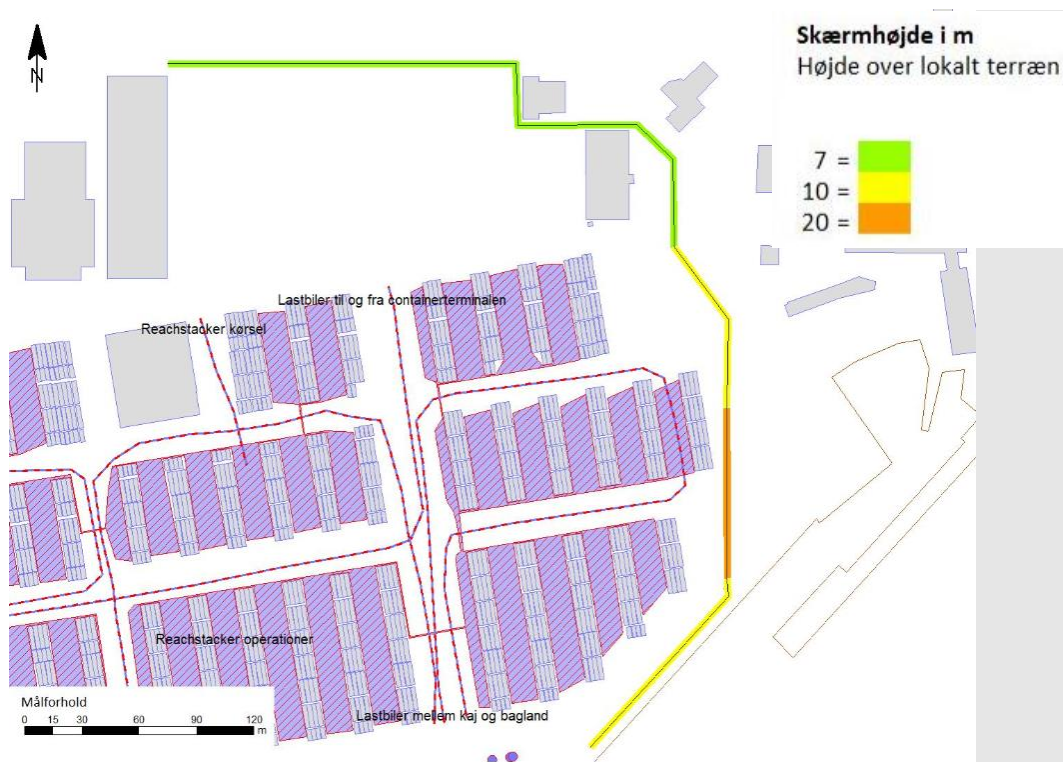 N
Skærmhøjde i m
Højde over lokalt terræn
7 =
10 =
20 =
Lastbiler til og fra containerterminalen
Reachstacker kørsel
Reachstacker operationer
Lastbiler mellem kaj og bagland
Målforhold
0 15 30 60 90 120
m